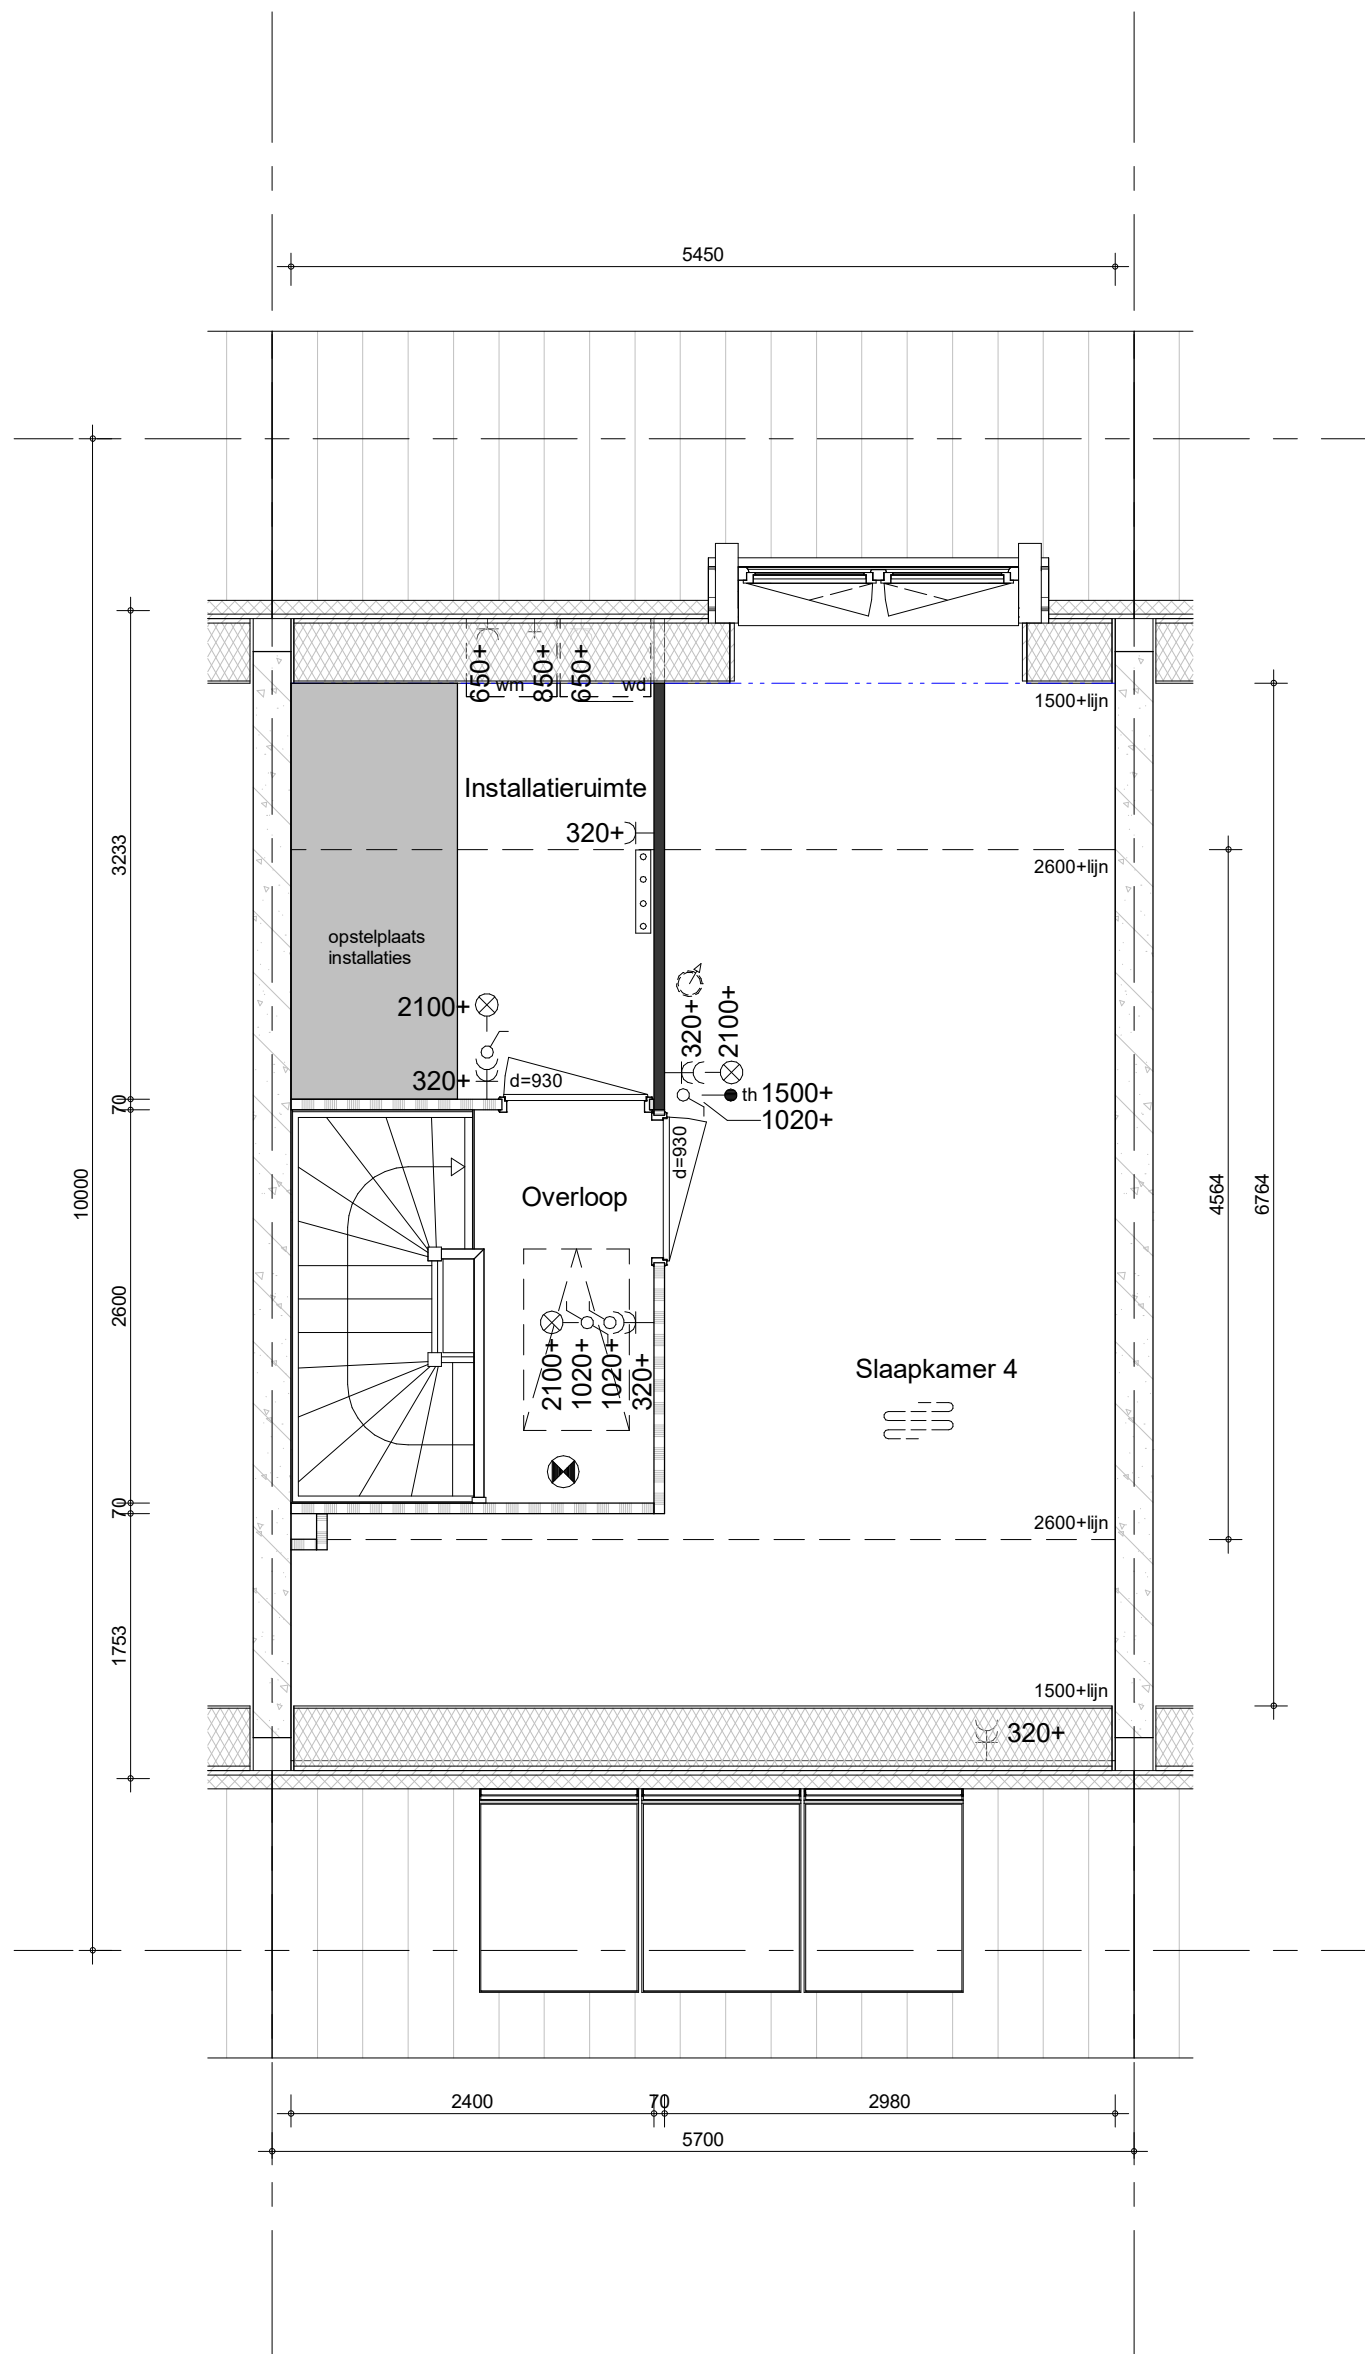 5450
650+
wm
850+
650+
wd
1500+lijn
Installatieruimte
320+
2600+lijn
3233
opstelplaats
installaties
2100+
320+
d=930
320+
2100+
th 1500+
1020+
70
d=930
Overloop
10000
4564
6764
2600
2100+
1020+
1020+
320+
Slaapkamer 4
70
2600+lijn
1753
1500+lijn
320+
2400
70
2980
5700